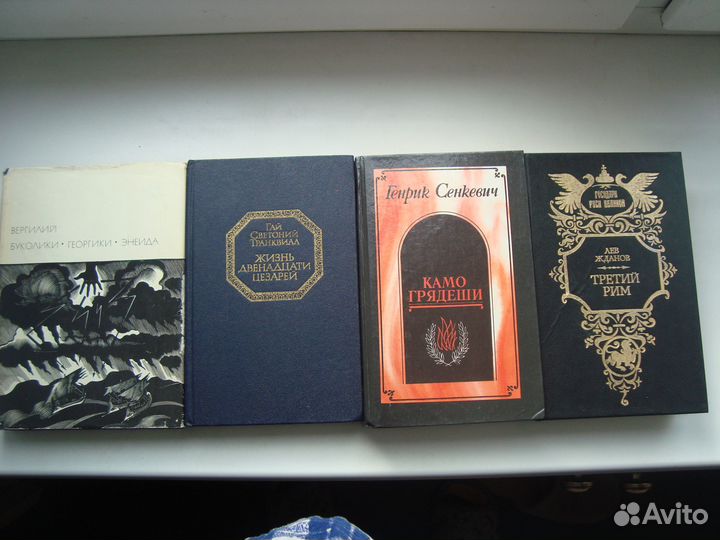 ВЕРГИЛИЙ
БУКОЛИКИ • ГЕОРГИКИ • ЭНЕИДА
ГАЙ
СВЕТОНИЙ
ТРАНКВИЛЛ
ЖИЗНЬ
ДВЕНАДЦАТИ
ЦЕЗАРЕЙ
ГЕНРИК СЕНКЕВИЧ
КАМО
ГРЯДЕШИ
ГОСУДАРИ
РУСИ ВЕЛИКОЙ
ЛЕВ
ЖДАНОВ
ТРЕТИЙ
РИМ
Avito